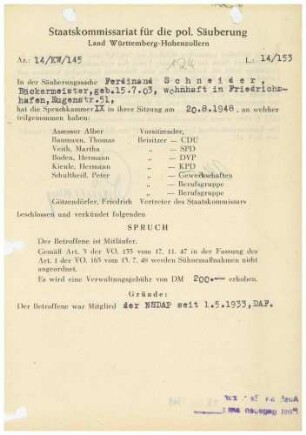 Staatskommissariat für die pol. Säuberung
Land Württemberg-Hohenzollern
Az.: 14/KW/145 L.: 14/153
124
In der Säuberungssache Ferdinand Schneider,
Bäckermeister, geb.15.7.03, wohnhaft in Friedrichs-
hafen, Eugenstr.51,
hat die Spruchkammer IX in ihrer Sitzung am 20.8.1948, an welcher
teilgenommen haben:
Assessor Alber Vorsitzender,
Baumann, Thomas Beisitzer — CDU
Veith, Martha „ — SPD
Boden, Hermann „ — DVP
Kienle, Hermann „ — KPD
Schultheiß, Peter „ — Gewerkschaften
„ — Berufsgruppe
„ — Berufsgruppe
Götzendörfer, Friedrich Vertreter des Staatskommissars
beschlossen und verkündet folgenden
SPRUCH
Der Betroffene ist Mitläufer.
Gemäß Art. 3 der VO. 133 vom 17. 11. 47 in der Fassung des
Art. 1 der VO. 165 vom 13. 7. 48 werden Sühnemaßnahmen nicht
angeordnet.
Es wird eine Verwaltungsgebühr von DM 200.— erhoben.
Gründe:
Der Betroffene war Mitglied der NSDAP seit 1.5.1933, DAF.